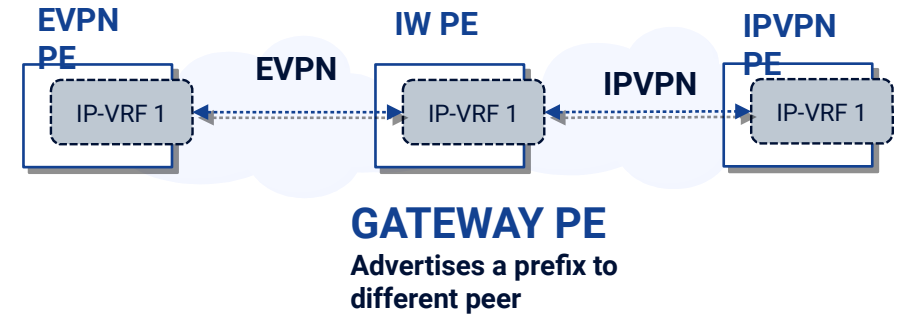 EVPN
PE
IW PE
IPVPN
PE
EVPN
IPVPN
IP-VRF 1
IP-VRF 1
IP-VRF 1
GATEWAY PE
Advertises a prefix to
different peer